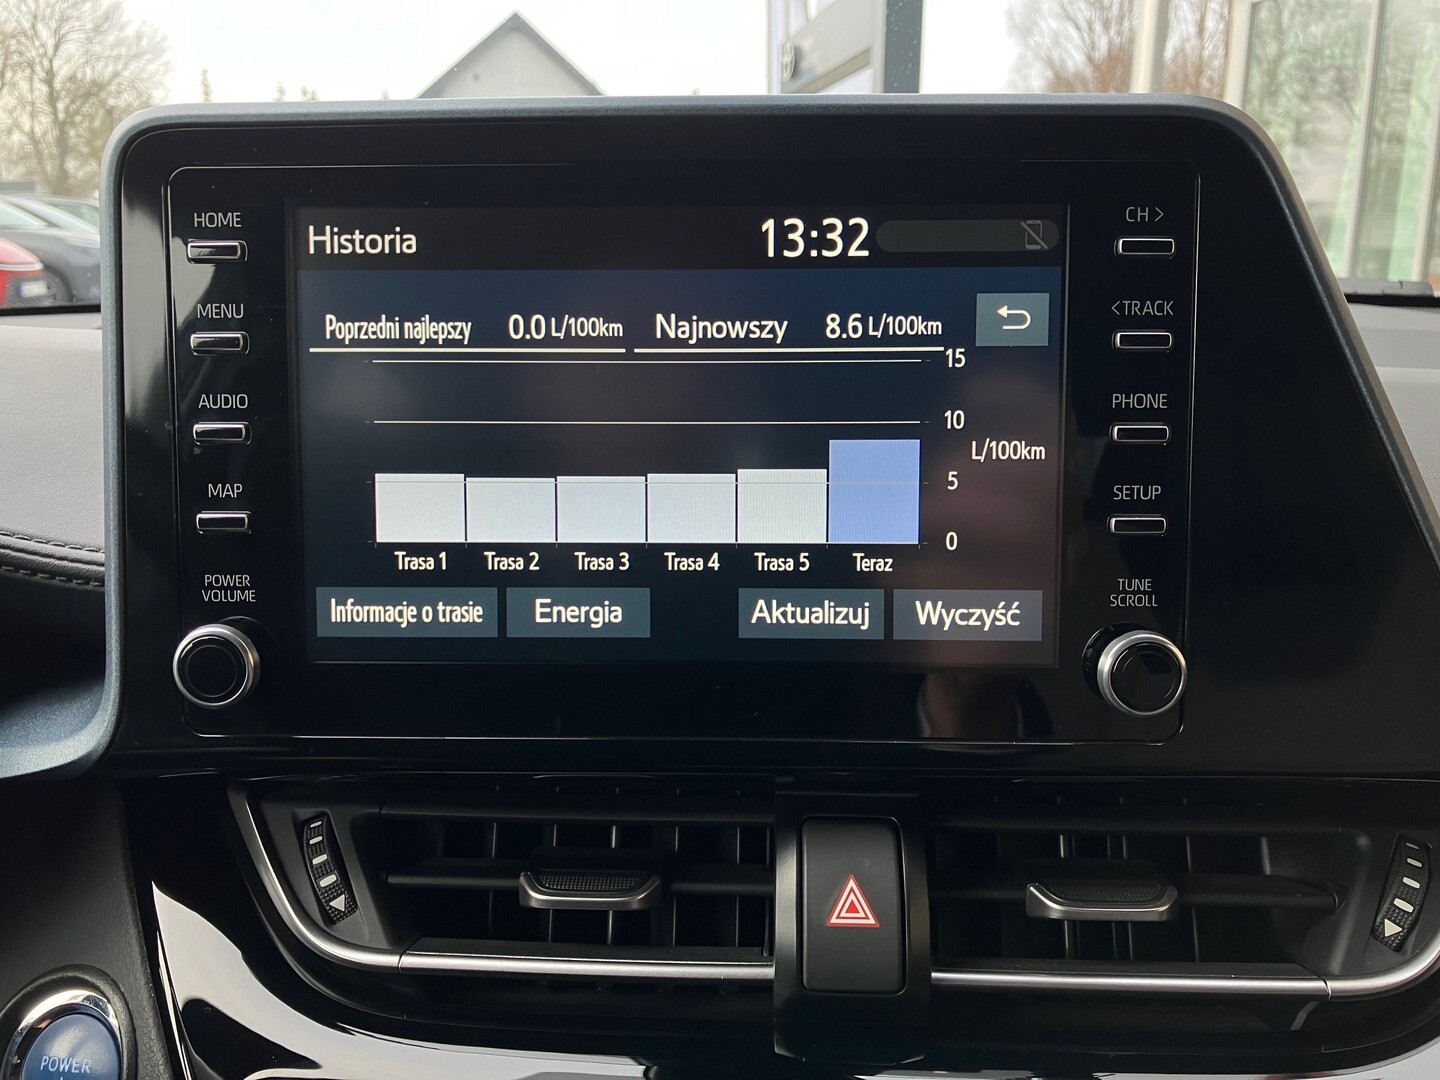 HOME
MENU
AUDIO
MAP
POWER
VOLUME
Historia 13:32
Poprzedni najlepszy 0.0 L/100km Najnowszy 8.6 L/100km
15
10
L/100km
5
0
Trasa 1 Trasa 2 Trasa 3 Trasa 4 Trasa 5 Teraz
Informacje o trasie Energia Aktualizuj Wyczyść
CH >
<TRACK
PHONE
SETUP
TUNE
SCROLL
POWER